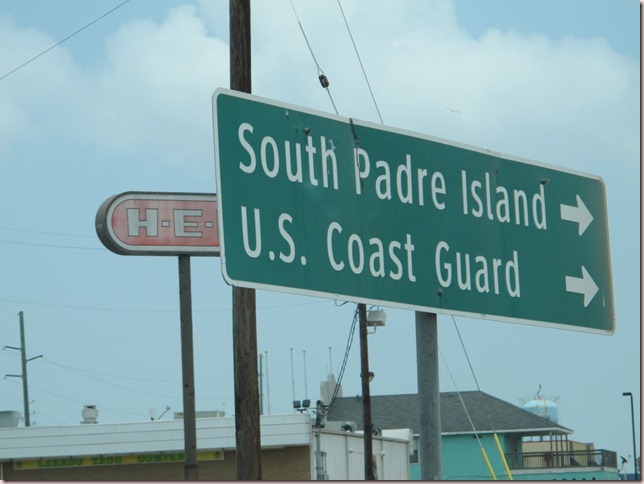 South Padre Island
U.S. Coast Guard
H·E·